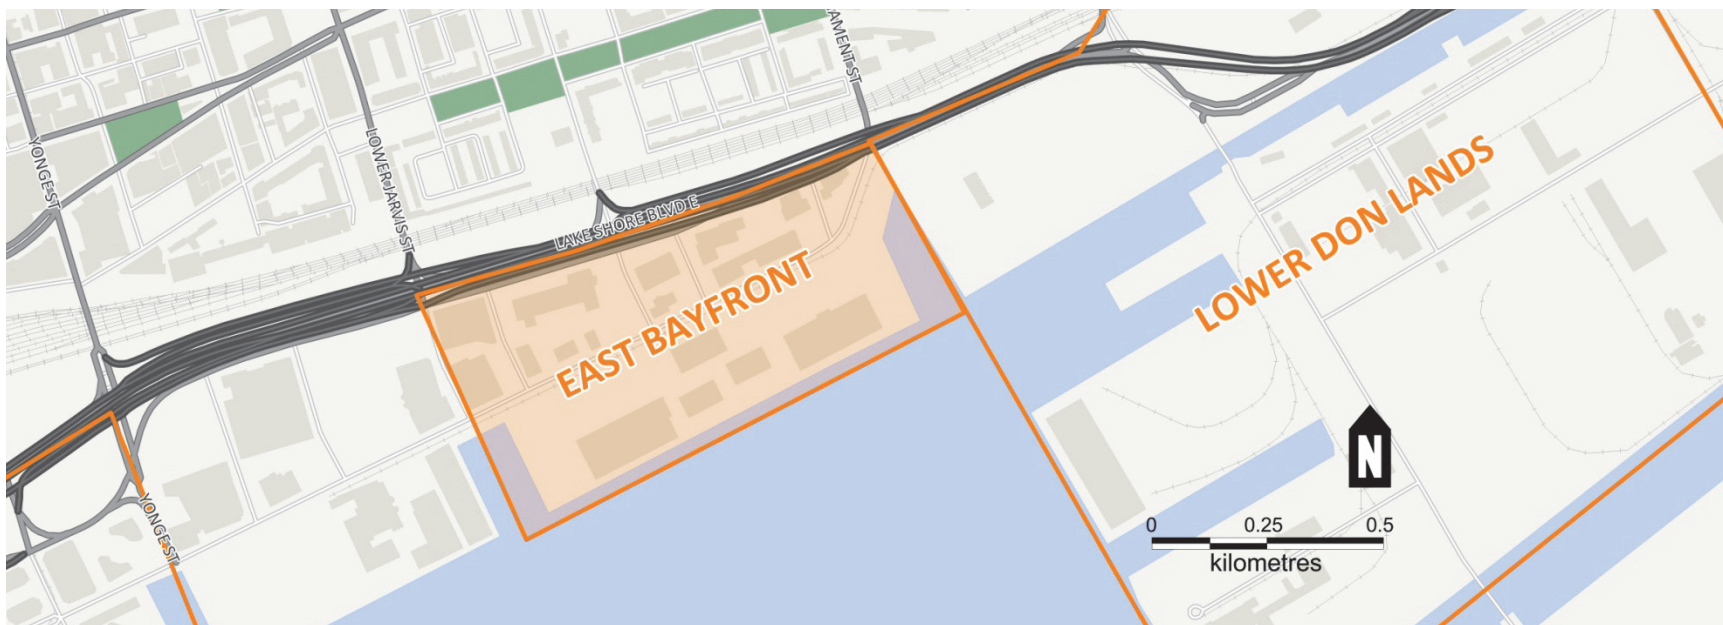 AMENT ST
YONGE ST
LOWER JARVIS ST
LAKE SHORE BLVD E
EAST BAYFRONT
LOWER DON LANDS
YONGE ST
N
0 0.25 0.5
kilometres